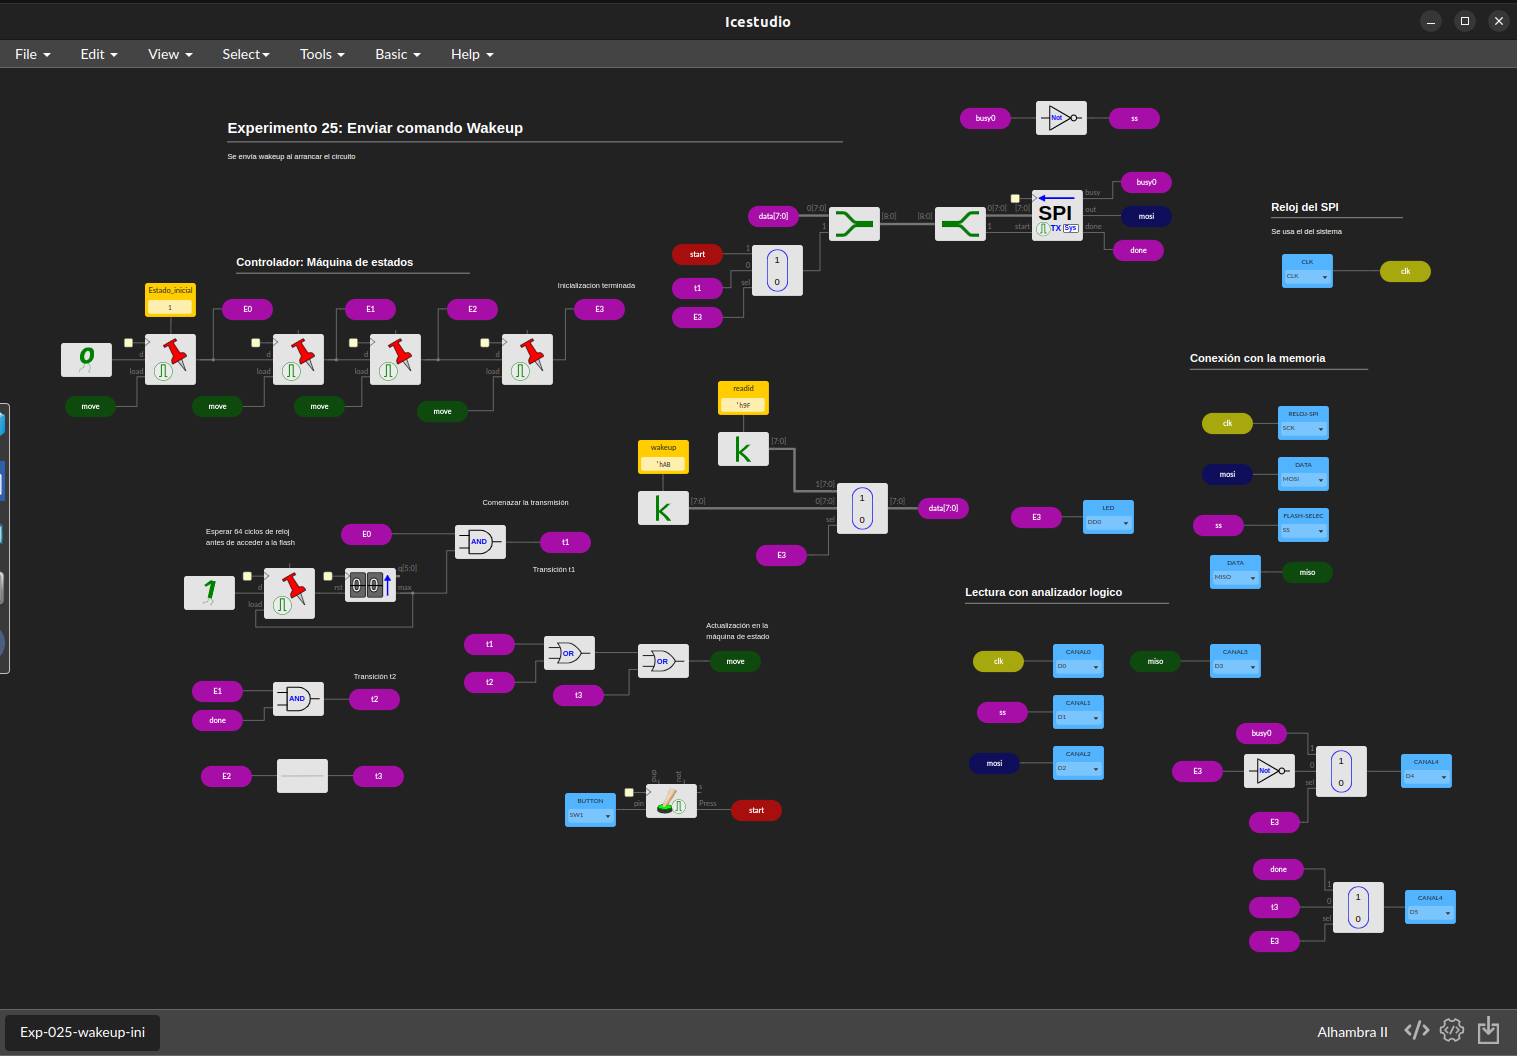 Icestudio
File Edit View Select Tools Basic Help
Experimento 25: Enviar comando Wakeup
Se envia wakeup al arrancar el circuito
busy0 Not ss
data[7:0] 0[7:0] [8:0] [8:0] 0[7:0] [7:0] SPI TX Sys busy busy0
1 1 start out mosi
done done
start 1 1
t1 0 0
E3 sel
Reloj del SPI
Se usa el del sistema
CLK
CLK clk
Controlador: Máquina de estados
Inicializacion terminada
Estado_inicial
1
E0 E1 E2 E3
0 d load d load d load d load
move move move move
readid
'h9F
k [7:0]
wakeup
'hAB
k [7:0]
1[7:0] 1
0[7:0] 0 [7:0] data[7:0]
sel
E3
Conexión con la memoria
clk RELOJ-SPI
SCK
mosi DATA
MOSI
ss FLASH-SELEC
SS
DATA
MISO miso
E3 LED
DD0
Comenazar la transmisión
Esperar 64 ciclos de reloj
antes de acceder a la flash
E0 AND t1
Transición t1
1 d load rst 00 q[5:0] max
Actualización en la
máquina de estado
t1 OR OR move
t2
t3
Transición t2
E1 AND t2
done
E2 t3
BUTTON
SW1 pin pup not s Press start
Lectura con analizador logico
clk CANAL0
D0
miso CANAL3
D3
ss CANAL1
D1
mosi CANAL2
D2
busy0 1 1
E3 Not 0 0 CANAL4
D4
E3 sel
done 1 1
t3 0 0 CANAL4
D5
E3 sel
Exp-025-wakeup-ini
Alhambra II